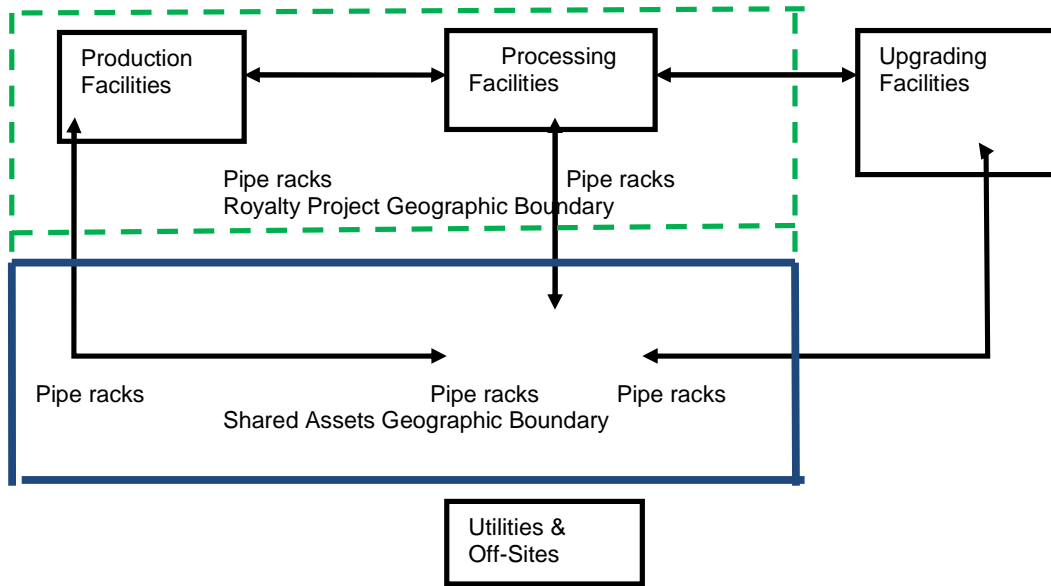 Production
Facilities
Processing
Facilities
Upgrading
Facilities
Pipe racks
Pipe racks
Royalty Project Geographic Boundary
Pipe racks
Pipe racks
Pipe racks
Shared Assets Geographic Boundary
Utilities &
Off-Sites